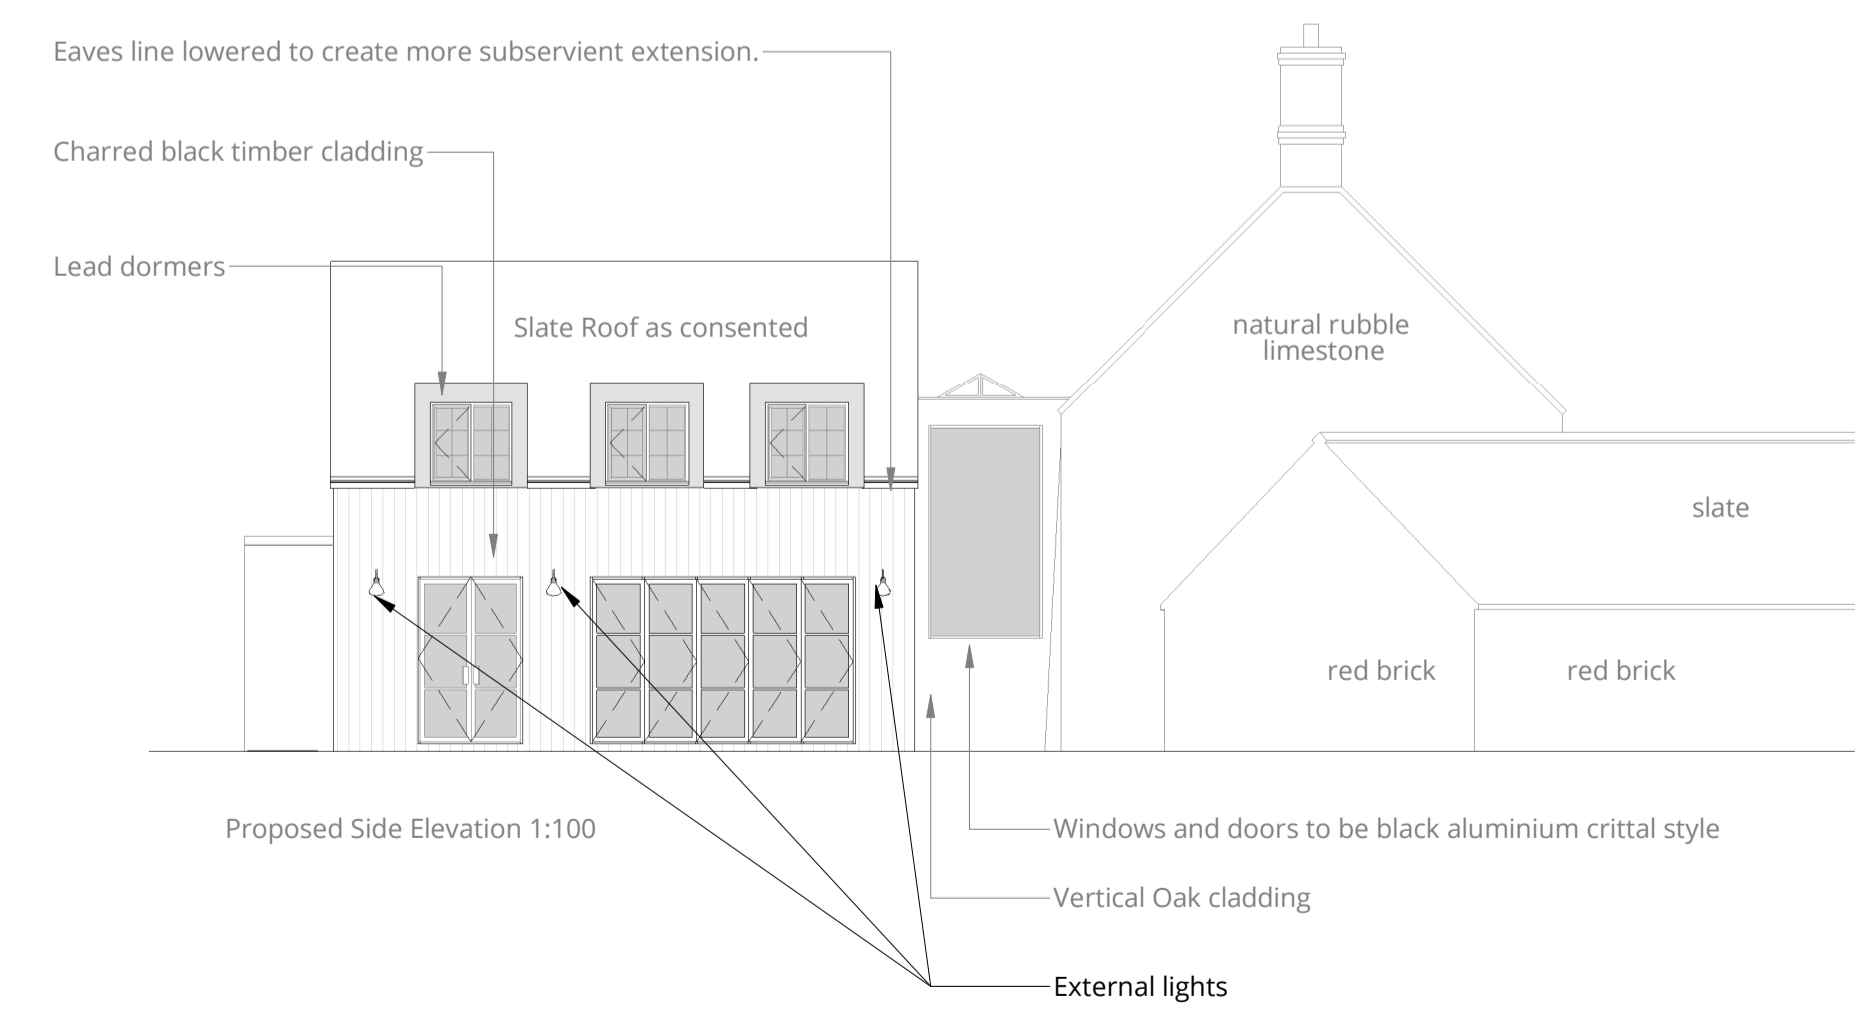 Eaves line lowered to create more subservient extension.
Charred black timber cladding
Lead dormers
Slate Roof as consented
natural rubble
limestone
slate
red brick
red brick
Proposed Side Elevation 1:100
Windows and doors to be black aluminium crittal style
Vertical Oak cladding
External lights